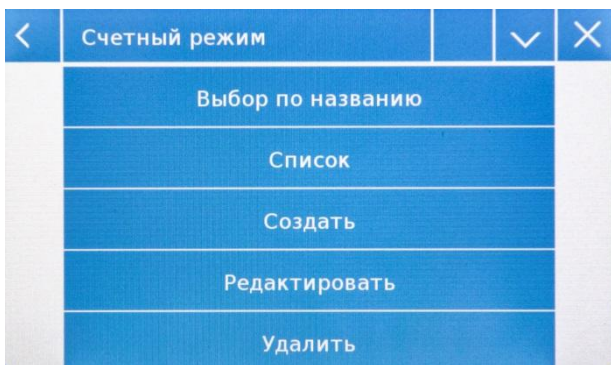 Счетный режим
Выбор по названию
Список
Создать
Редактировать
Удалить